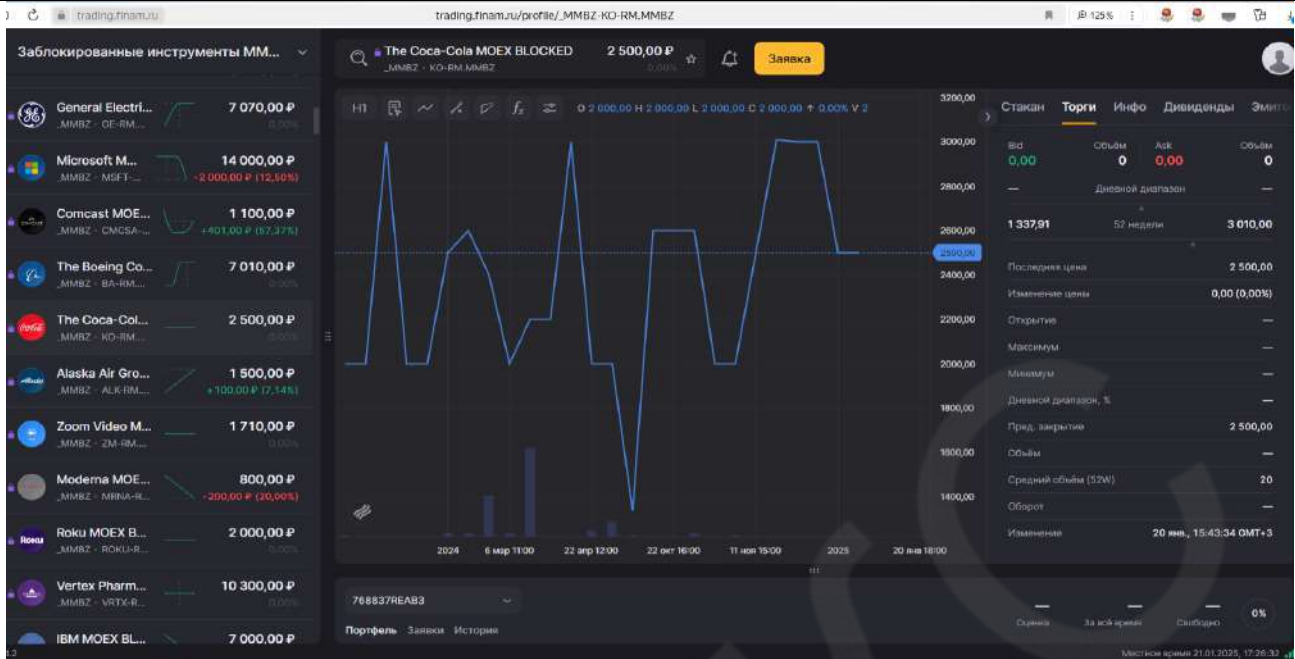 trading.finam.ru
trading.finam.ru/profile/_MMBZ-KO-RM.MMBZ
125%
Заблокированные инструменты ММ...
General Electri...
7 070,00 ₽
_MMBZ - GE-RM...
0,00%
Microsoft M...
14 000,00 ₽
_MMBZ - MSFT-...
-2 000,00 ₽ (12,50%)
Comcast MOE...
1 100,00 ₽
_MMBZ - CMCSA-...
+401,00 ₽ (57,37%)
The Boeing Co...
7 010,00 ₽
_MMBZ - BA-RM....
0,00%
The Coca-Col...
2 500,00 ₽
_MMBZ - KO-RM....
0,00%
Alaska Air Gro...
1 500,00 ₽
_MMBZ - ALK-RM....
+100,00 ₽ (7,14%)
Zoom Video M...
1 710,00 ₽
_MMBZ - ZM-RM....
0,00%
Moderna MOE...
800,00 ₽
_MMBZ - MRNA-R...
-200,00 ₽ (20,00%)
Roku MOEX B...
2 000,00 ₽
_MMBZ - ROKU-R...
Vertex Pharm...
10 300,00 ₽
_MMBZ - VRTX-R...
0,00%
IBM MOEX BL...
7 000,00 ₽
The Coca-Cola MOEX BLOCKED
2 500,00 ₽
_MMBZ - KO-RM.MMBZ
0,00%
Заявка
H1
O 2 000,00 H 2 000,00 L 2 000,00 C 2 000,00 0,00% V 2
3200,00
3000,00
2800,00
2600,00
2500,00
2400,00
2200,00
2000,00
1800,00
1600,00
1400,00
2024 6 мар 11:00 22 апр 12:00 22 окт 16:00 11 ноя 15:00 2025 20 янв 18:00
768837REAB3
Портфель Заявки История
Стакан Торги Инфо Дивиденды Эмит
Bid Объём Ask Объём
0,00 0 0,00 0
— Дневной диапазон —
1 337,91 52 недели 3 010,00
Последняя цена 2 500,00
Изменение цены 0,00 (0,00%)
Открытие —
Максимум —
Минимум —
Дневной диапазон, % —
Пред. закрытие 2 500,00
Объём —
Средний объём (52W) 20
Оборот —
Изменение 20 янв., 15:43:34 GMT+3
— — — 0%
Оценка За всё время Свободно
Местное время 21.01.2025, 17:26:32